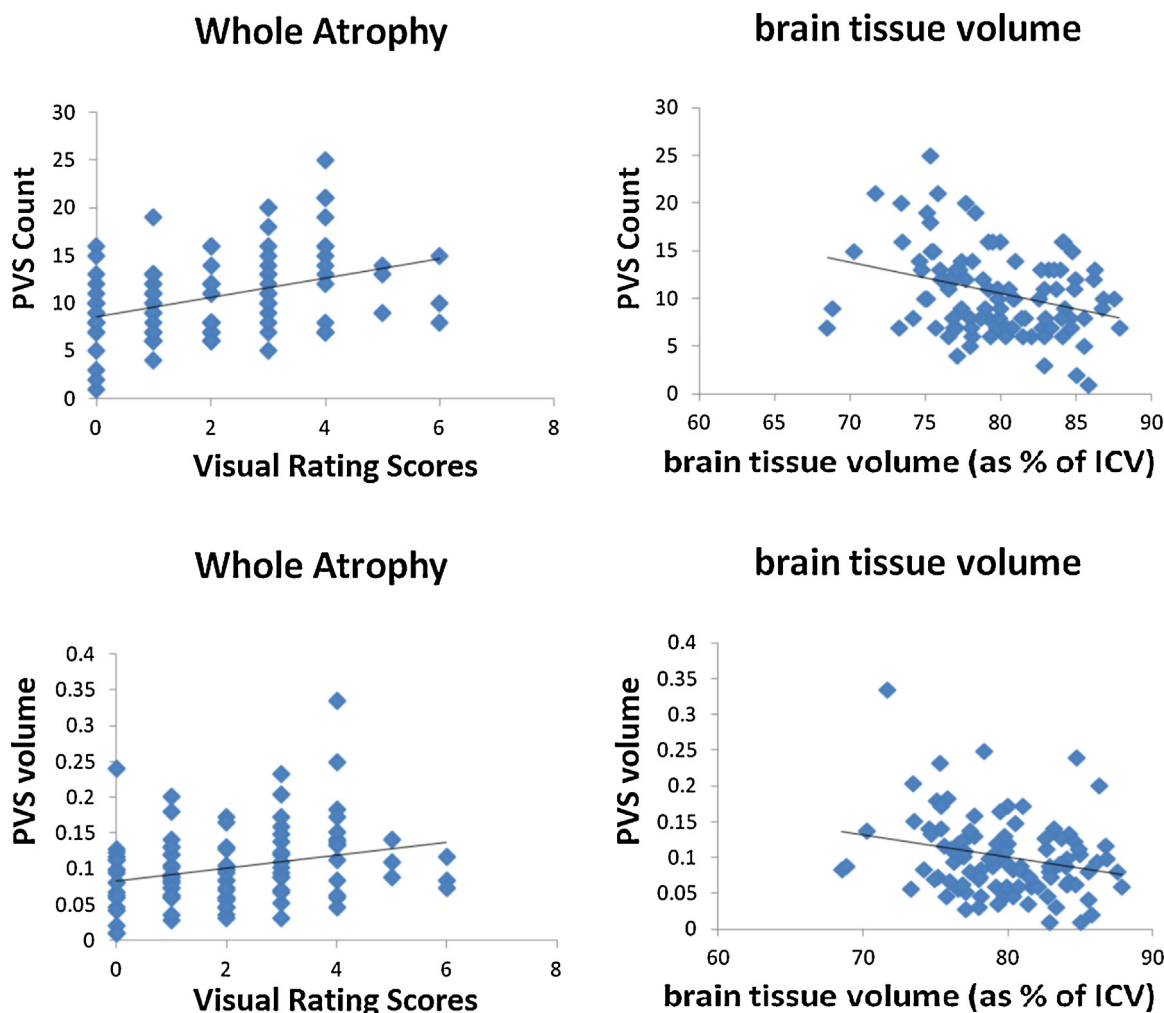 Whole Atrophy
brain tissue volume
PVS Count
30
25
20
15
10
5
0
0 2 4 6 8
Visual Rating Scores
PVS Count
30
25
20
15
10
5
0
60 65 70 75 80 85 90
brain tissue volume (as % of ICV)
Whole Atrophy
brain tissue volume
PVS volume
0.4
0.35
0.3
0.25
0.2
0.15
0.1
0.05
0
0 2 4 6 8
Visual Rating Scores
PVS volume
0.4
0.35
0.3
0.25
0.2
0.15
0.1
0.05
0
60 70 80 90
brain tissue volume (as % of ICV)